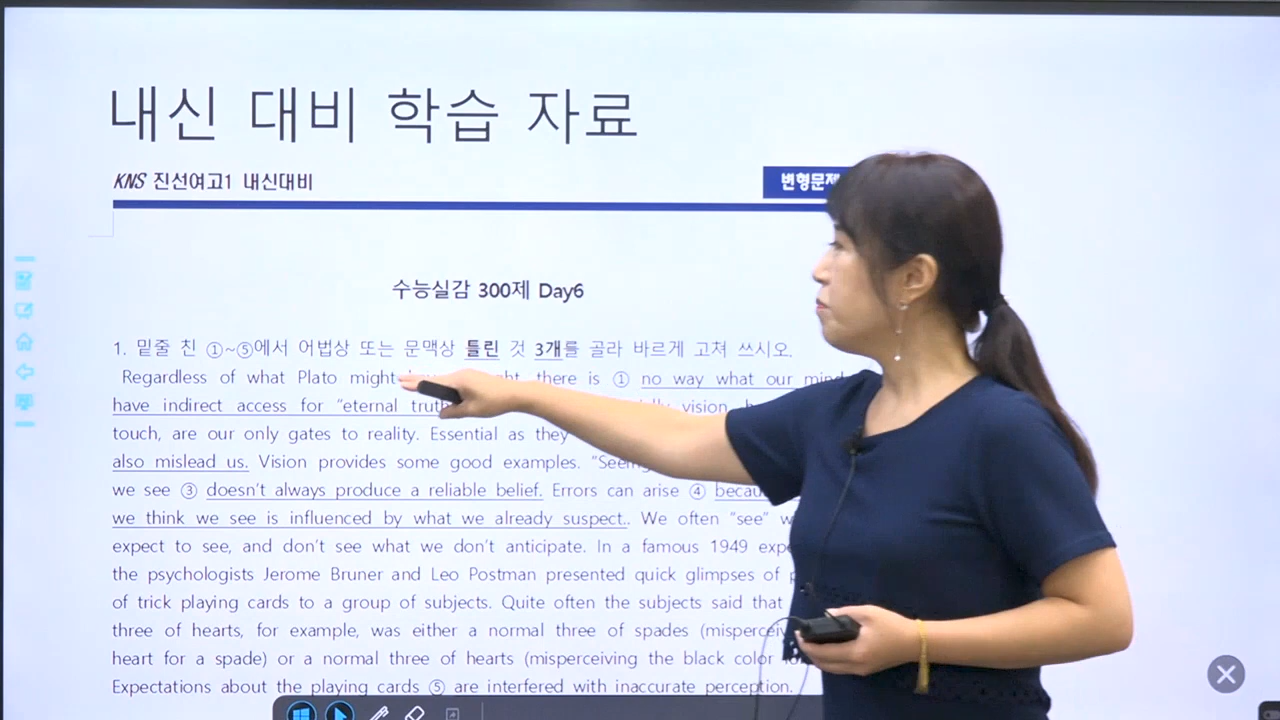 내신 대비 학습 자료
KNS 진선여고1 내신대비 변형문제
수능실감 300제 Day6
1. 밑줄 친 ①~⑤에서 어법상 또는 문맥상 틀린 것 3개를 골라 바르게 고쳐 쓰시오.
Regardless of what Plato might there is ① no way what our mind
have indirect access for “eternal vision,
touch, are our only gates to reality. Essential as they
also mislead us. Vision provides some good examples.
we see ③ doesn’t always produce a reliable belief. Errors can arise ④
we think we see is influenced by what we already suspect.. We often “see”
expect to see, and don’t see what we don’t anticipate. In a famous 1949
the psychologists Jerome Bruner and Leo Postman presented quick glimpses of
of trick playing cards to a group of subjects. Quite often the subjects said that
three of hearts, for example, was either a normal three of spades
heart for a spade) or a normal three of hearts (misperceiving the black color
Expectations about the playing cards ⑤ are interfered with inaccurate perception.